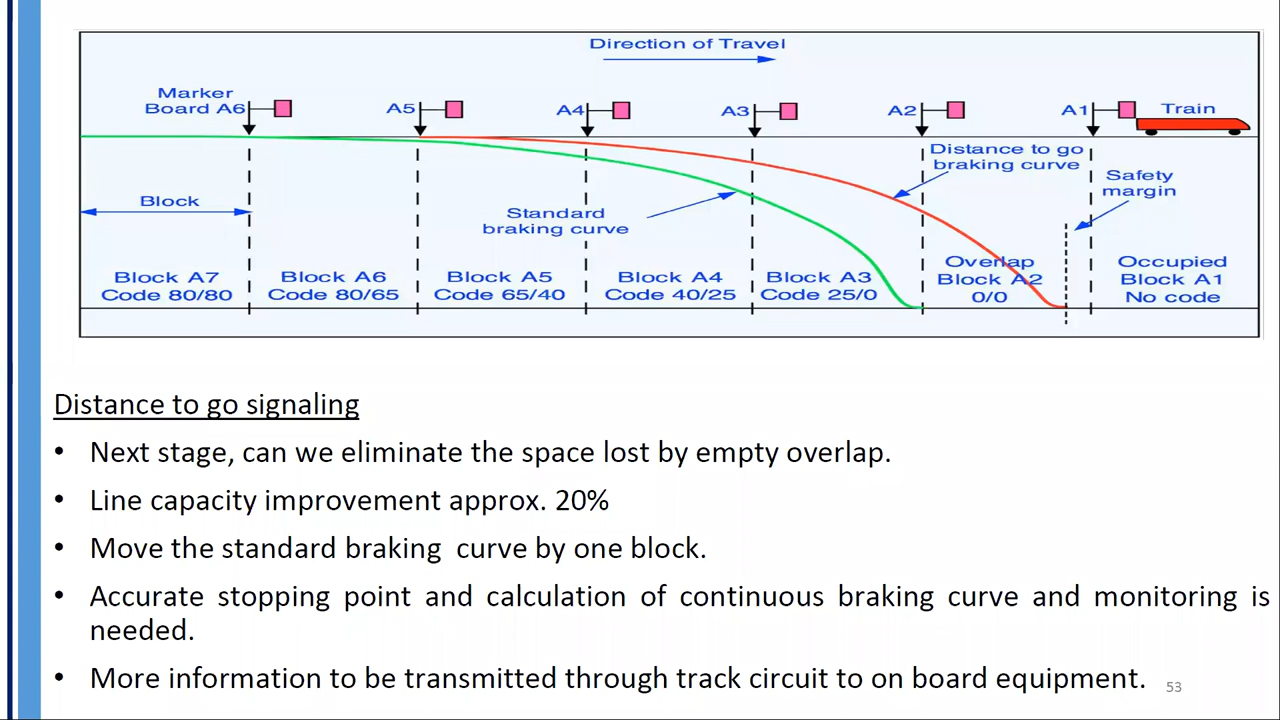 Direction of Travel
Marker
Board A6
A5
A4
A3
A2
A1
Train
Distance to go
braking curve
Safety
margin
Block
Standard
braking curve
Block A7
Code 80/80
Block A6
Code 80/65
Block A5
Code 65/40
Block A4
Code 40/25
Block A3
Code 25/0
Overlap
Block A2
0/0
Occupied
Block A1
No code
Distance to go signaling
• Next stage, can we eliminate the space lost by empty overlap.
• Line capacity improvement approx. 20%
• Move the standard braking curve by one block.
• Accurate stopping point and calculation of continuous braking curve and monitoring is
needed.
• More information to be transmitted through track circuit to on board equipment.
53